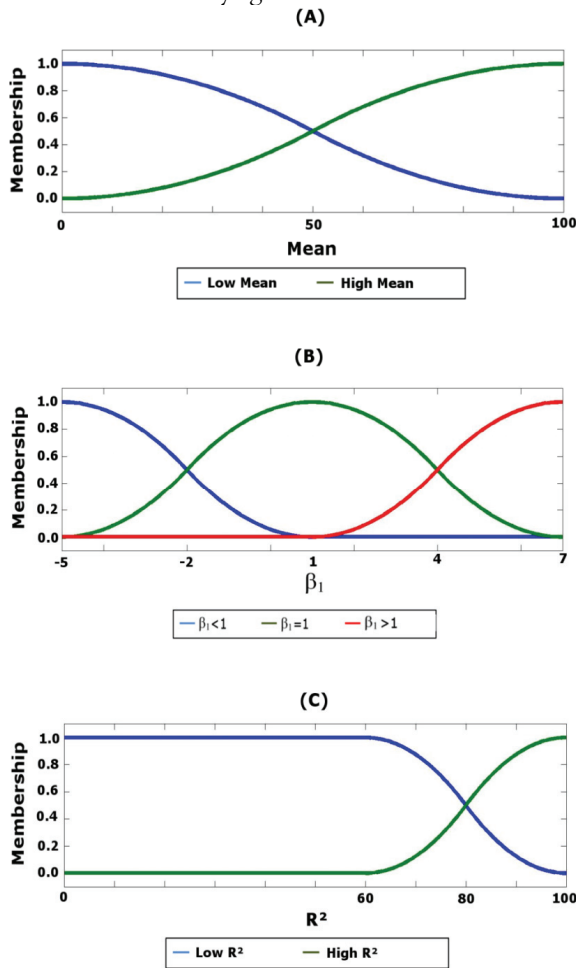 (A)
Membership
1.0
0.8
0.6
0.4
0.2
0.0
0 50 100
Mean
Low Mean High Mean
(B)
Membership
1.0
0.8
0.6
0.4
0.2
0.0
-5 -2 1 4 7
β₁
β₁<1 β₁=1 β₁>1
(C)
Membership
1.0
0.8
0.6
0.4
0.2
0.0
0 60 80 100
R²
Low R² High R²